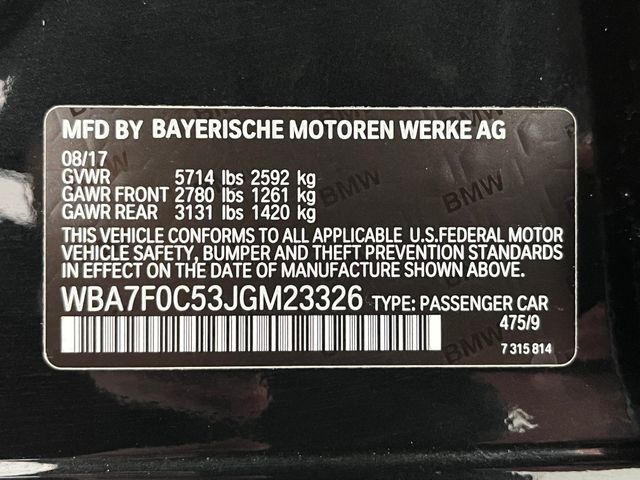 MFD BY BAYERISCHE MOTOREN WERKE AG
08/17
GVWR 5714 lbs 2592 kg
GAWR FRONT 2780 lbs 1261 kg
GAWR REAR 3131 lbs 1420 kg
THIS VEHICLE CONFORMS TO ALL APPLICABLE U.S.FEDERAL MOTOR
VEHICLE SAFETY, BUMPER AND THEFT PREVENTION STANDARDS
IN EFFECT ON THE DATE OF MANUFACTURE SHOWN ABOVE.
WBA7F0C53JGM23326 TYPE: PASSENGER CAR
475/9
7 315 814
BMW
BMW
BMW